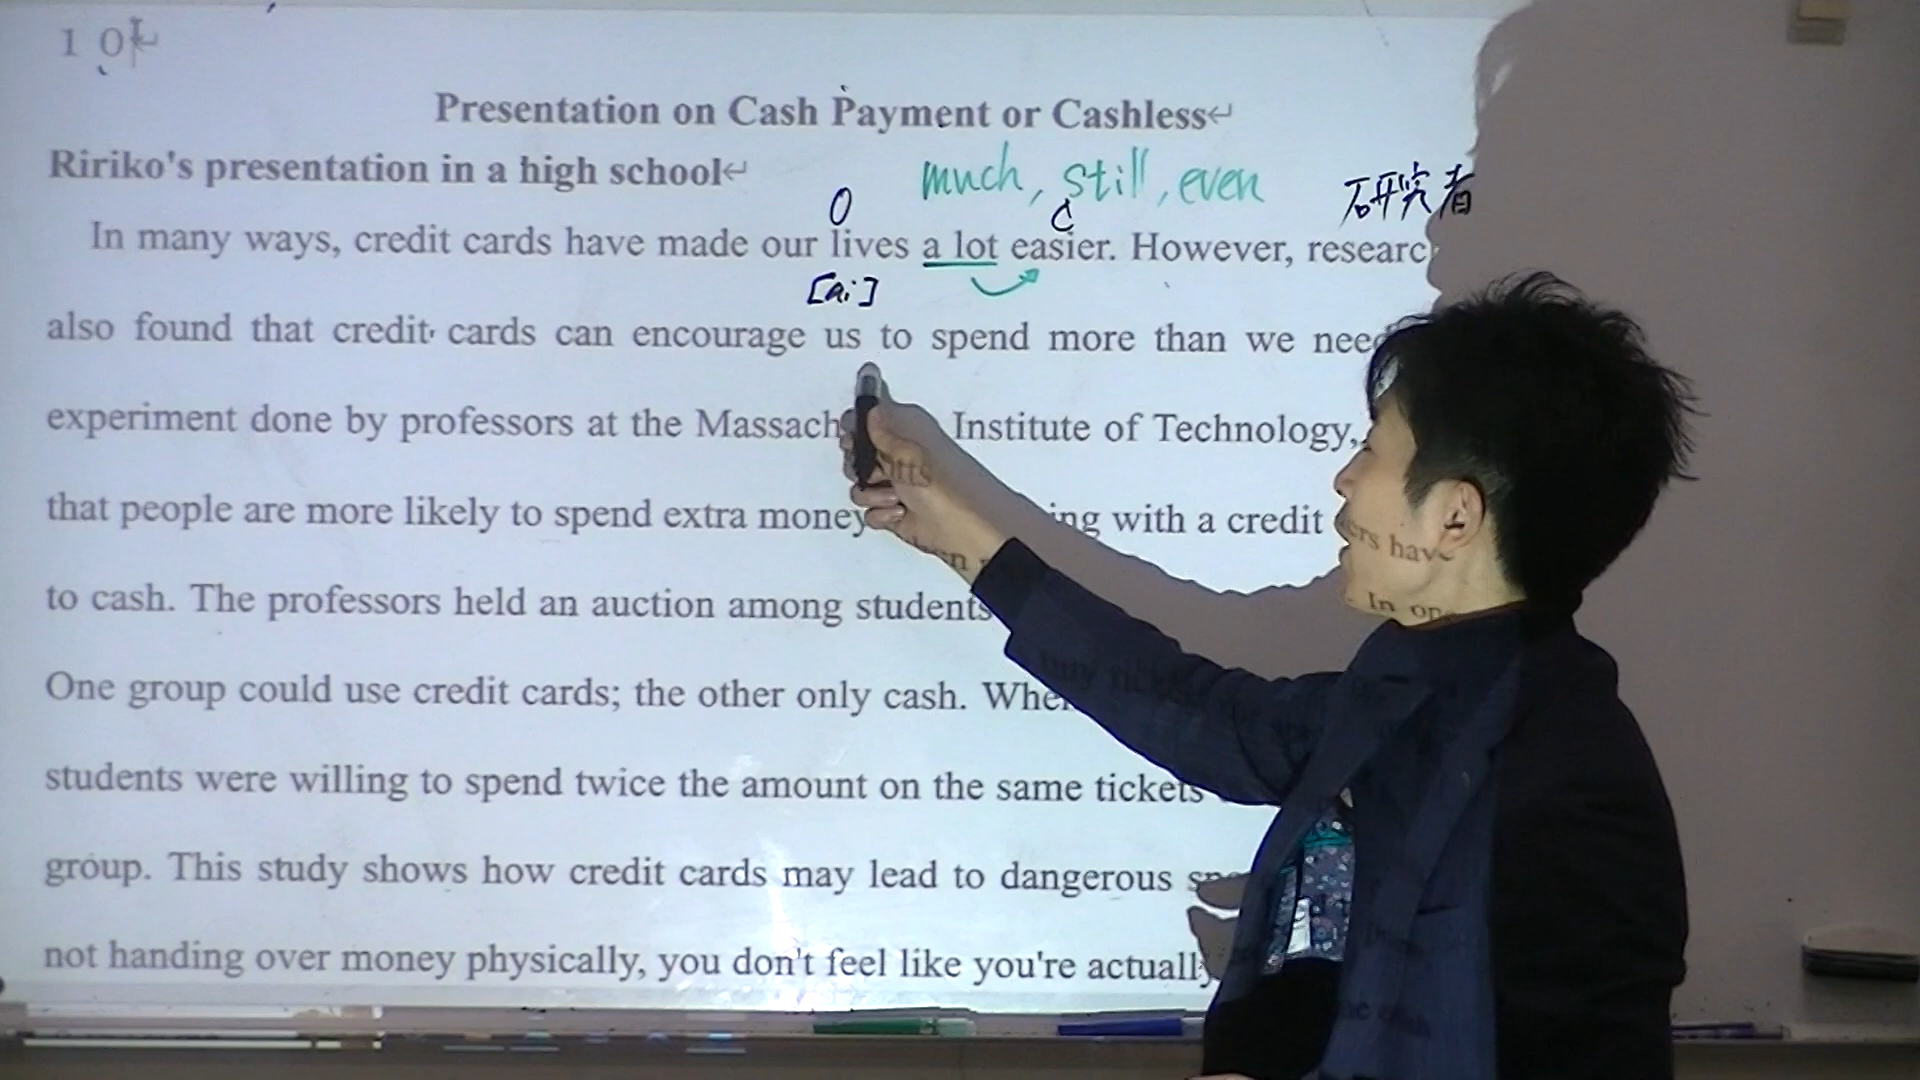 1 0
Presentation on Cash Payment or Cashless↵
Ririko's presentation in a high school↵
much, still, even
O C 研究者
In many ways, credit cards have made our lives a lot easier. However, researc
[ai]
also found that credit cards can encourage us to spend more than we need
experiment done by professors at the Massach Institute of Technology,
that people are more likely to spend extra money ing with a credit
to cash. The professors held an auction among students
One group could use credit cards; the other only cash. When
students were willing to spend twice the amount on the same tickets
group. This study shows how credit cards may lead to dangerous
not handing over money physically, you don't feel like you're actually